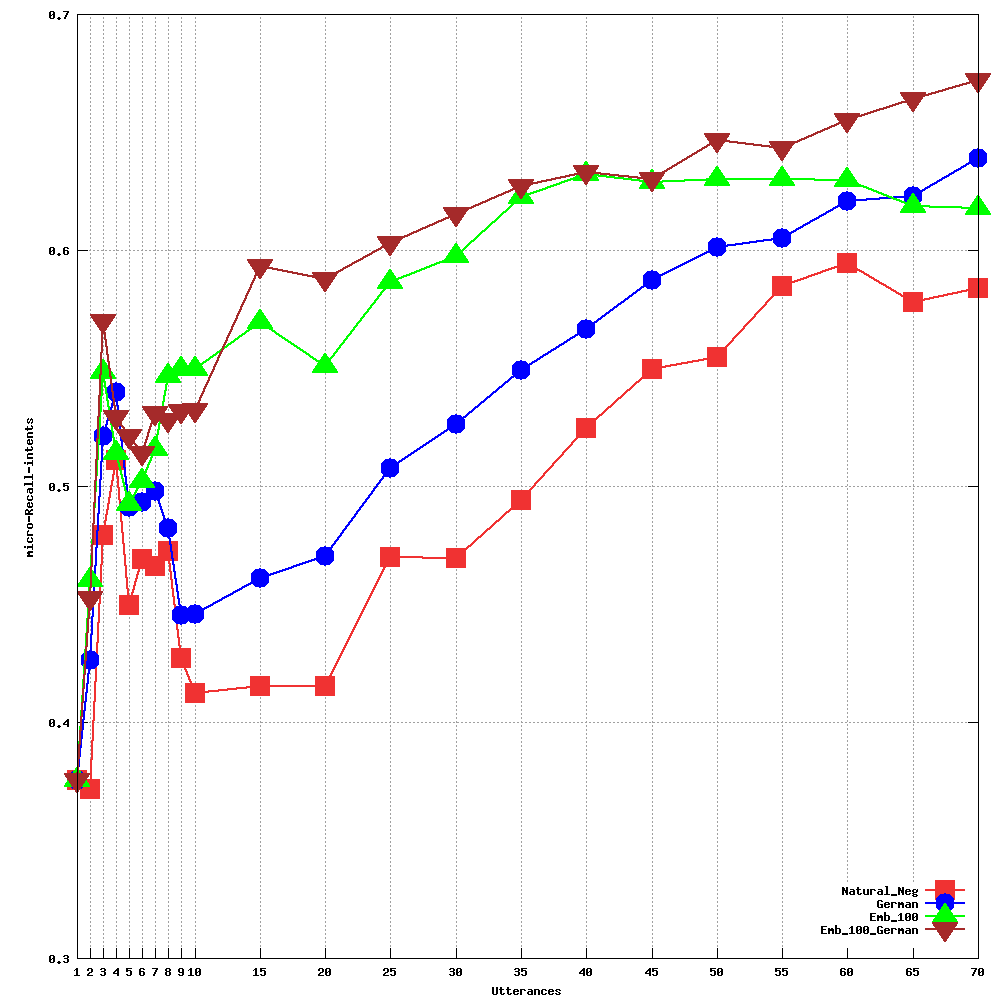 0.7
0.6
0.5
0.4
0.3
micro-Recall-intents
Natural_Neg
German
Emb_100
Emb_100_German
1 2 3 4 5 6 7 8 9 10 15 20 25 30 35 40 45 50 55 60 65 70
Utterances